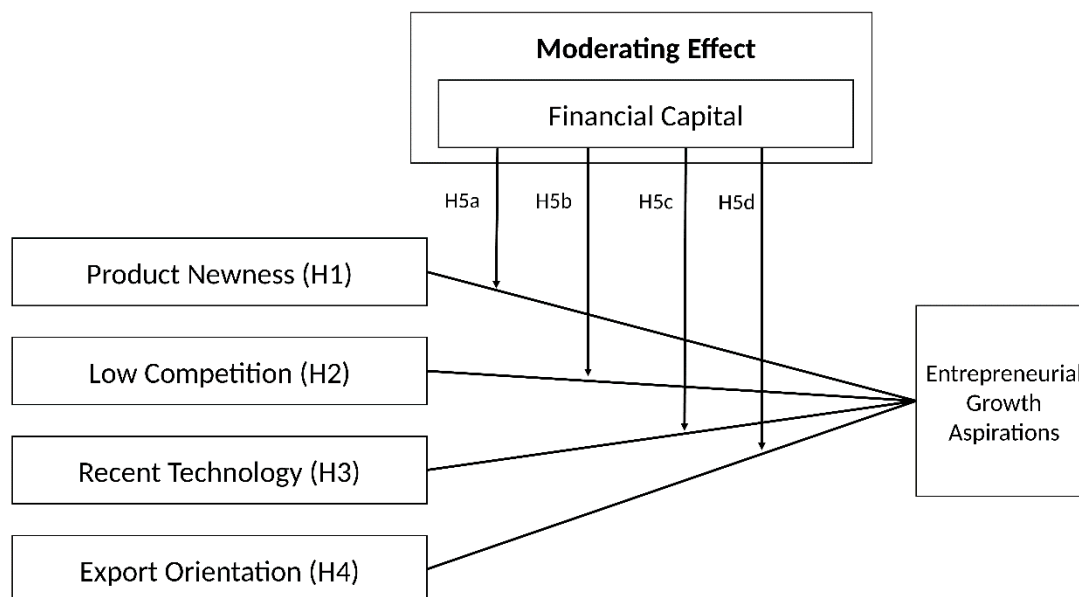 Moderating Effect
Financial Capital
H5a
H5b
H5c
H5d
Product Newness (H1)
Low Competition (H2)
Recent Technology (H3)
Export Orientation (H4)
Entrepreneurial
Growth
Aspirations